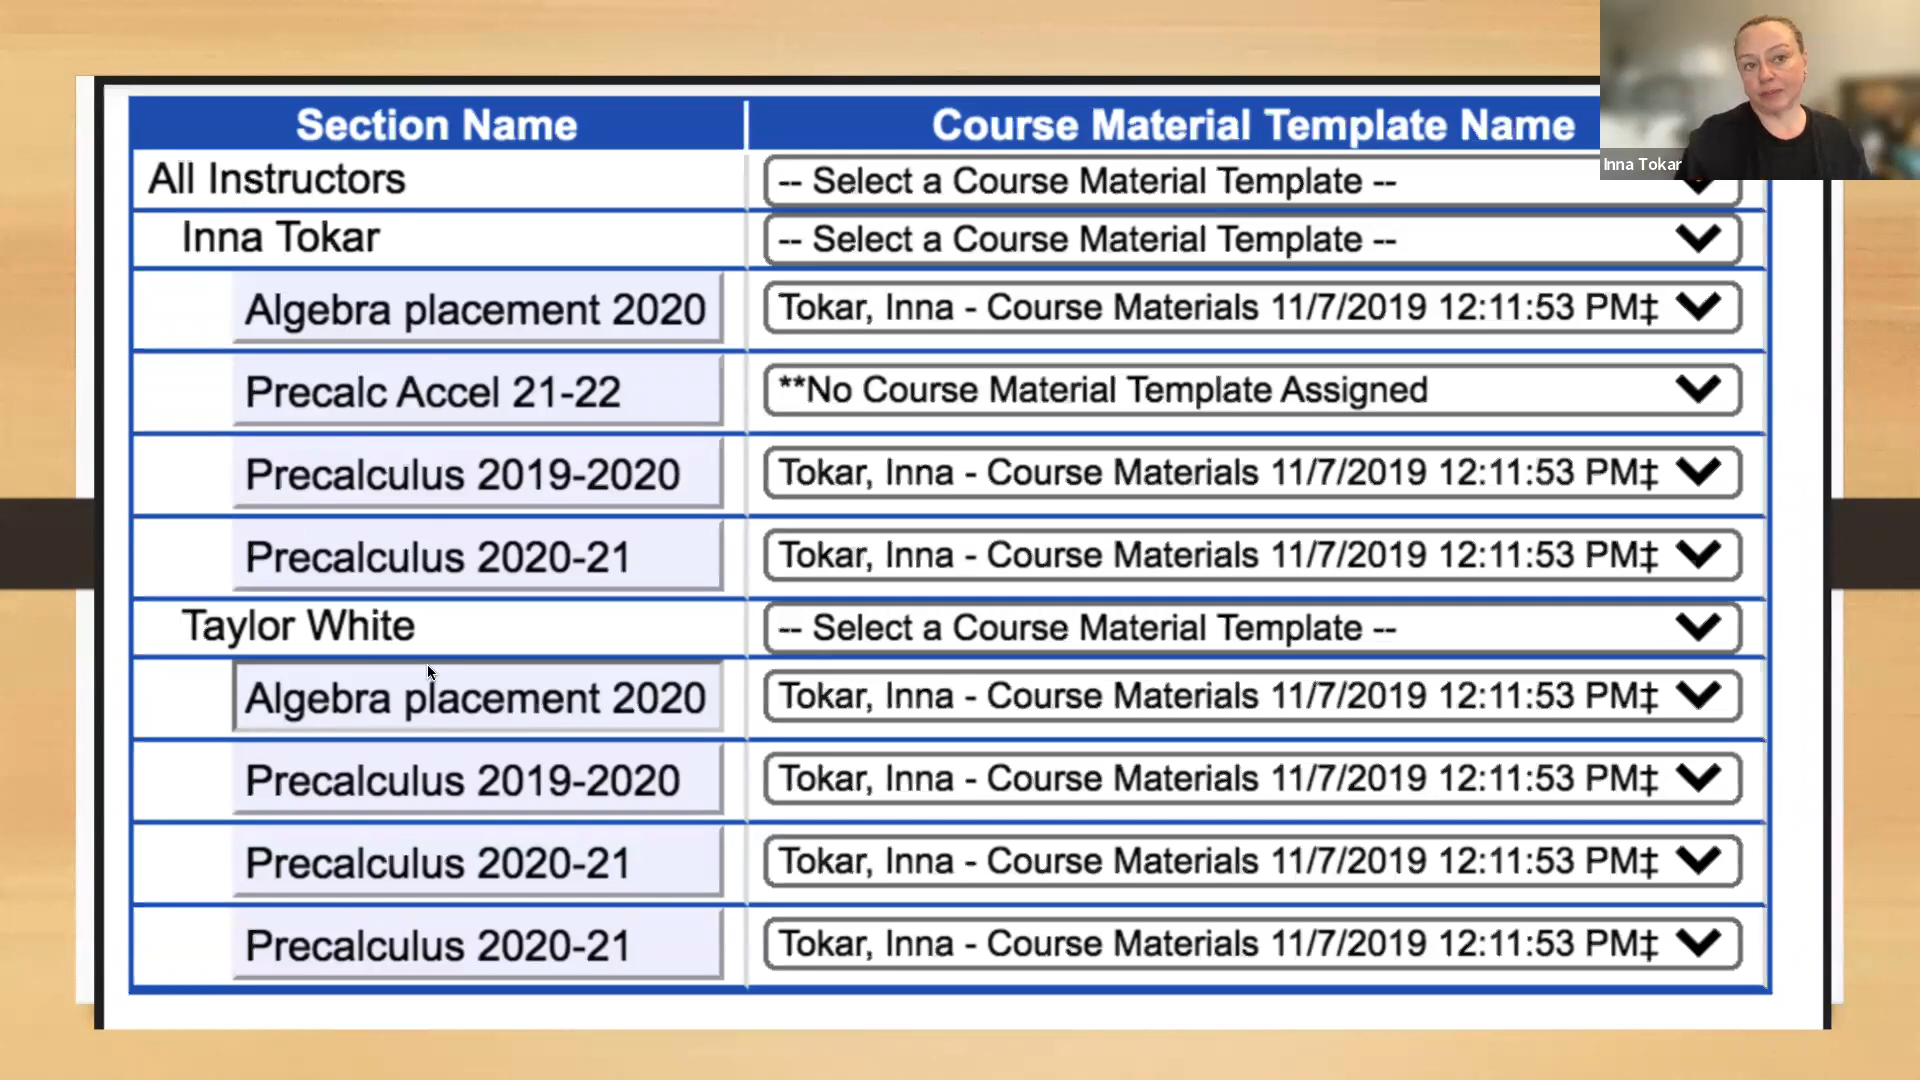 Section Name
Course Material Template Name
Inna Tokar
All Instructors
-- Select a Course Material Template --
Inna Tokar
-- Select a Course Material Template --
Algebra placement 2020
Tokar, Inna - Course Materials 11/7/2019 12:11:53 PM‡
Precalc Accel 21-22
**No Course Material Template Assigned
Precalculus 2019-2020
Tokar, Inna - Course Materials 11/7/2019 12:11:53 PM‡
Precalculus 2020-21
Tokar, Inna - Course Materials 11/7/2019 12:11:53 PM‡
Taylor White
-- Select a Course Material Template --
Algebra placement 2020
Tokar, Inna - Course Materials 11/7/2019 12:11:53 PM‡
Precalculus 2019-2020
Tokar, Inna - Course Materials 11/7/2019 12:11:53 PM‡
Precalculus 2020-21
Tokar, Inna - Course Materials 11/7/2019 12:11:53 PM‡
Precalculus 2020-21
Tokar, Inna - Course Materials 11/7/2019 12:11:53 PM‡